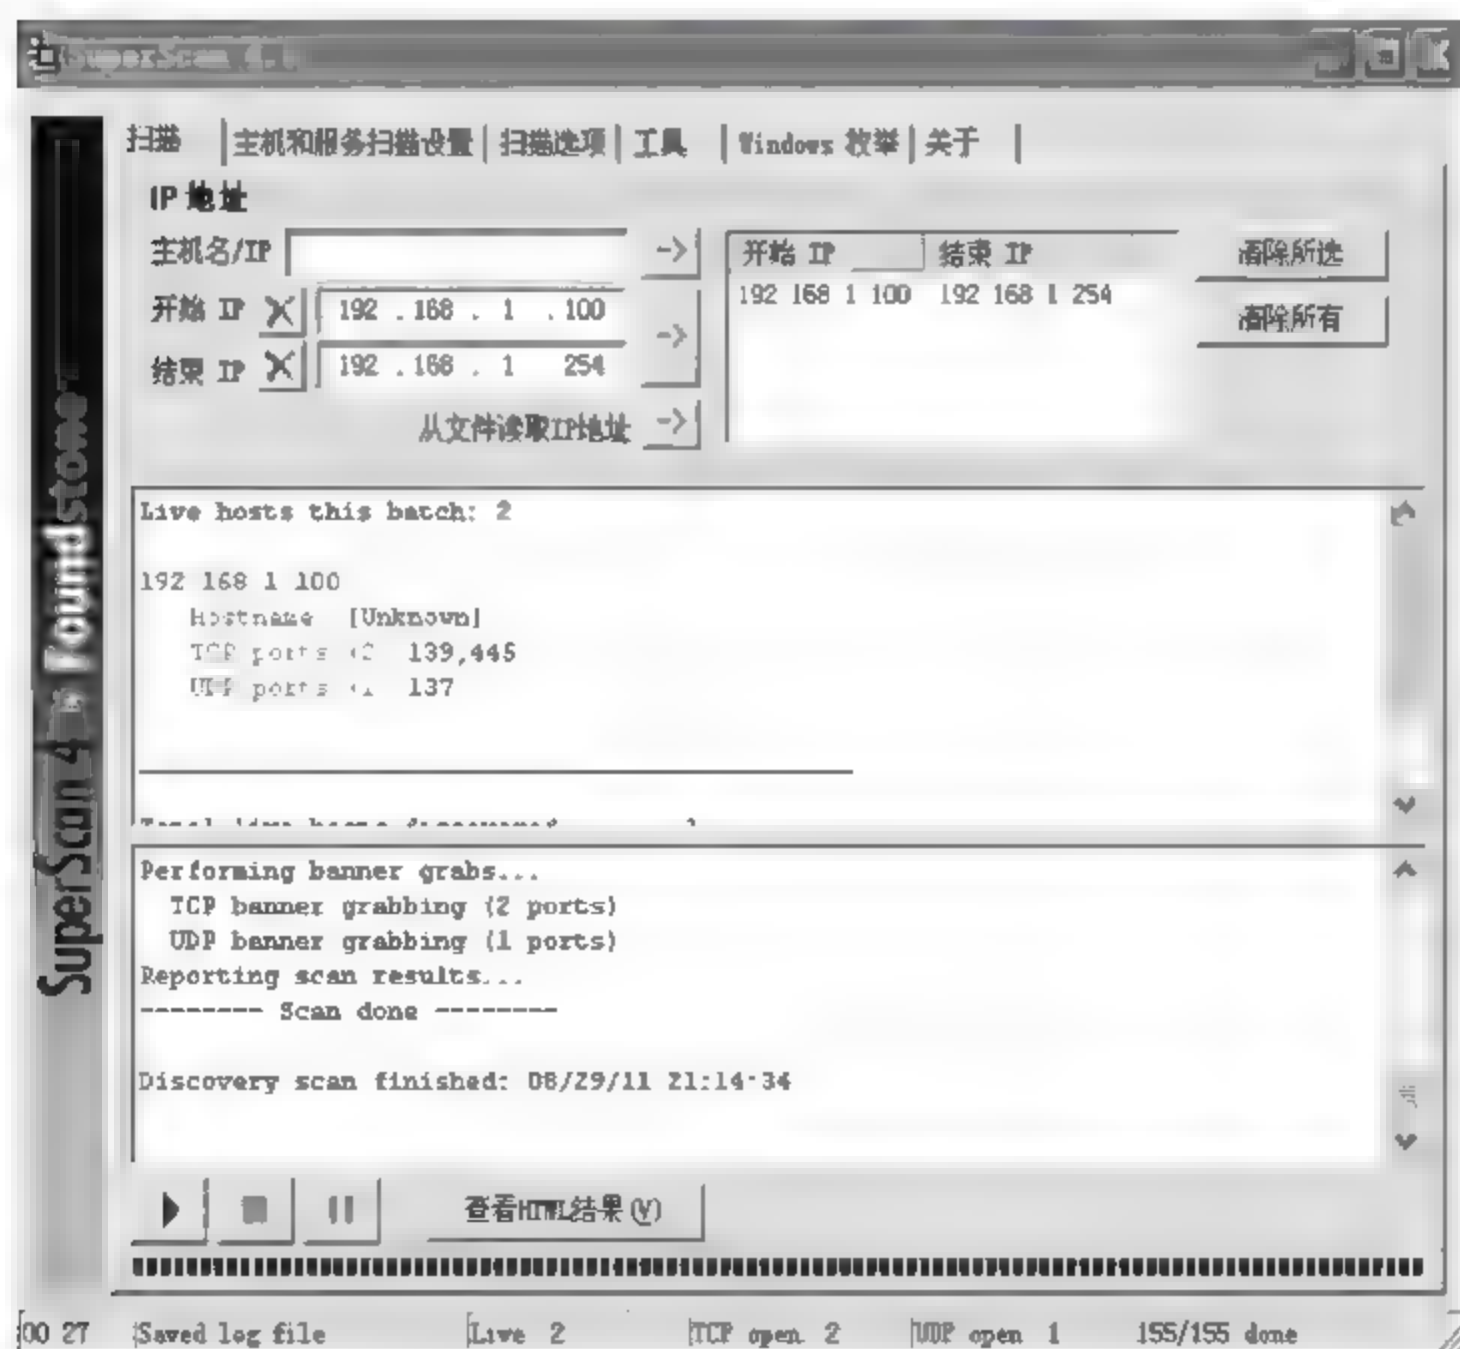 SuperScan 4.0
扫描 主机和服务扫描设置 扫描选项 工具 Windows 枚举 关于
IP 地址
主机名/IP
->
开始 IP 192 . 168 . 1 . 100
结束 IP 192 . 168 . 1 254
->
从文件读取IP地址 ->
开始 IP 结束 IP
192 168 1 100 192 168 1 254
清除所选
清除所有
SuperScan 4 Foundstone
Live hosts this batch: 2
192 168 1 100
Hostname [Unknown]
TCP ports 139,445
UDP ports 137
Performing banner grabs...
TCP banner grabbing (2 ports)
UDP banner grabbing (1 ports)
Reporting scan results...
-------- Scan done --------
Discovery scan finished: 08/29/11 21:14:34
查看HTML结果(V)
00 27 Saved log file Live 2 TCP open 2 UDP open 1 155/155 done